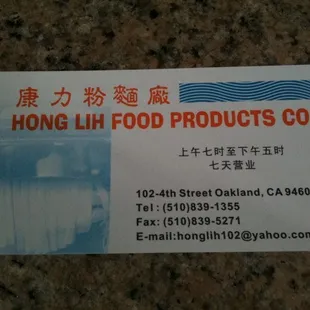 康力粉麵廠
HONG LIH FOOD PRODUCTS CO
上午七时至下午五时
七天营业
102-4th Street Oakland, CA 9460
Tel : (510)839-1355
Fax: (510)839-5271
E-mail:honglih102@yahoo.com